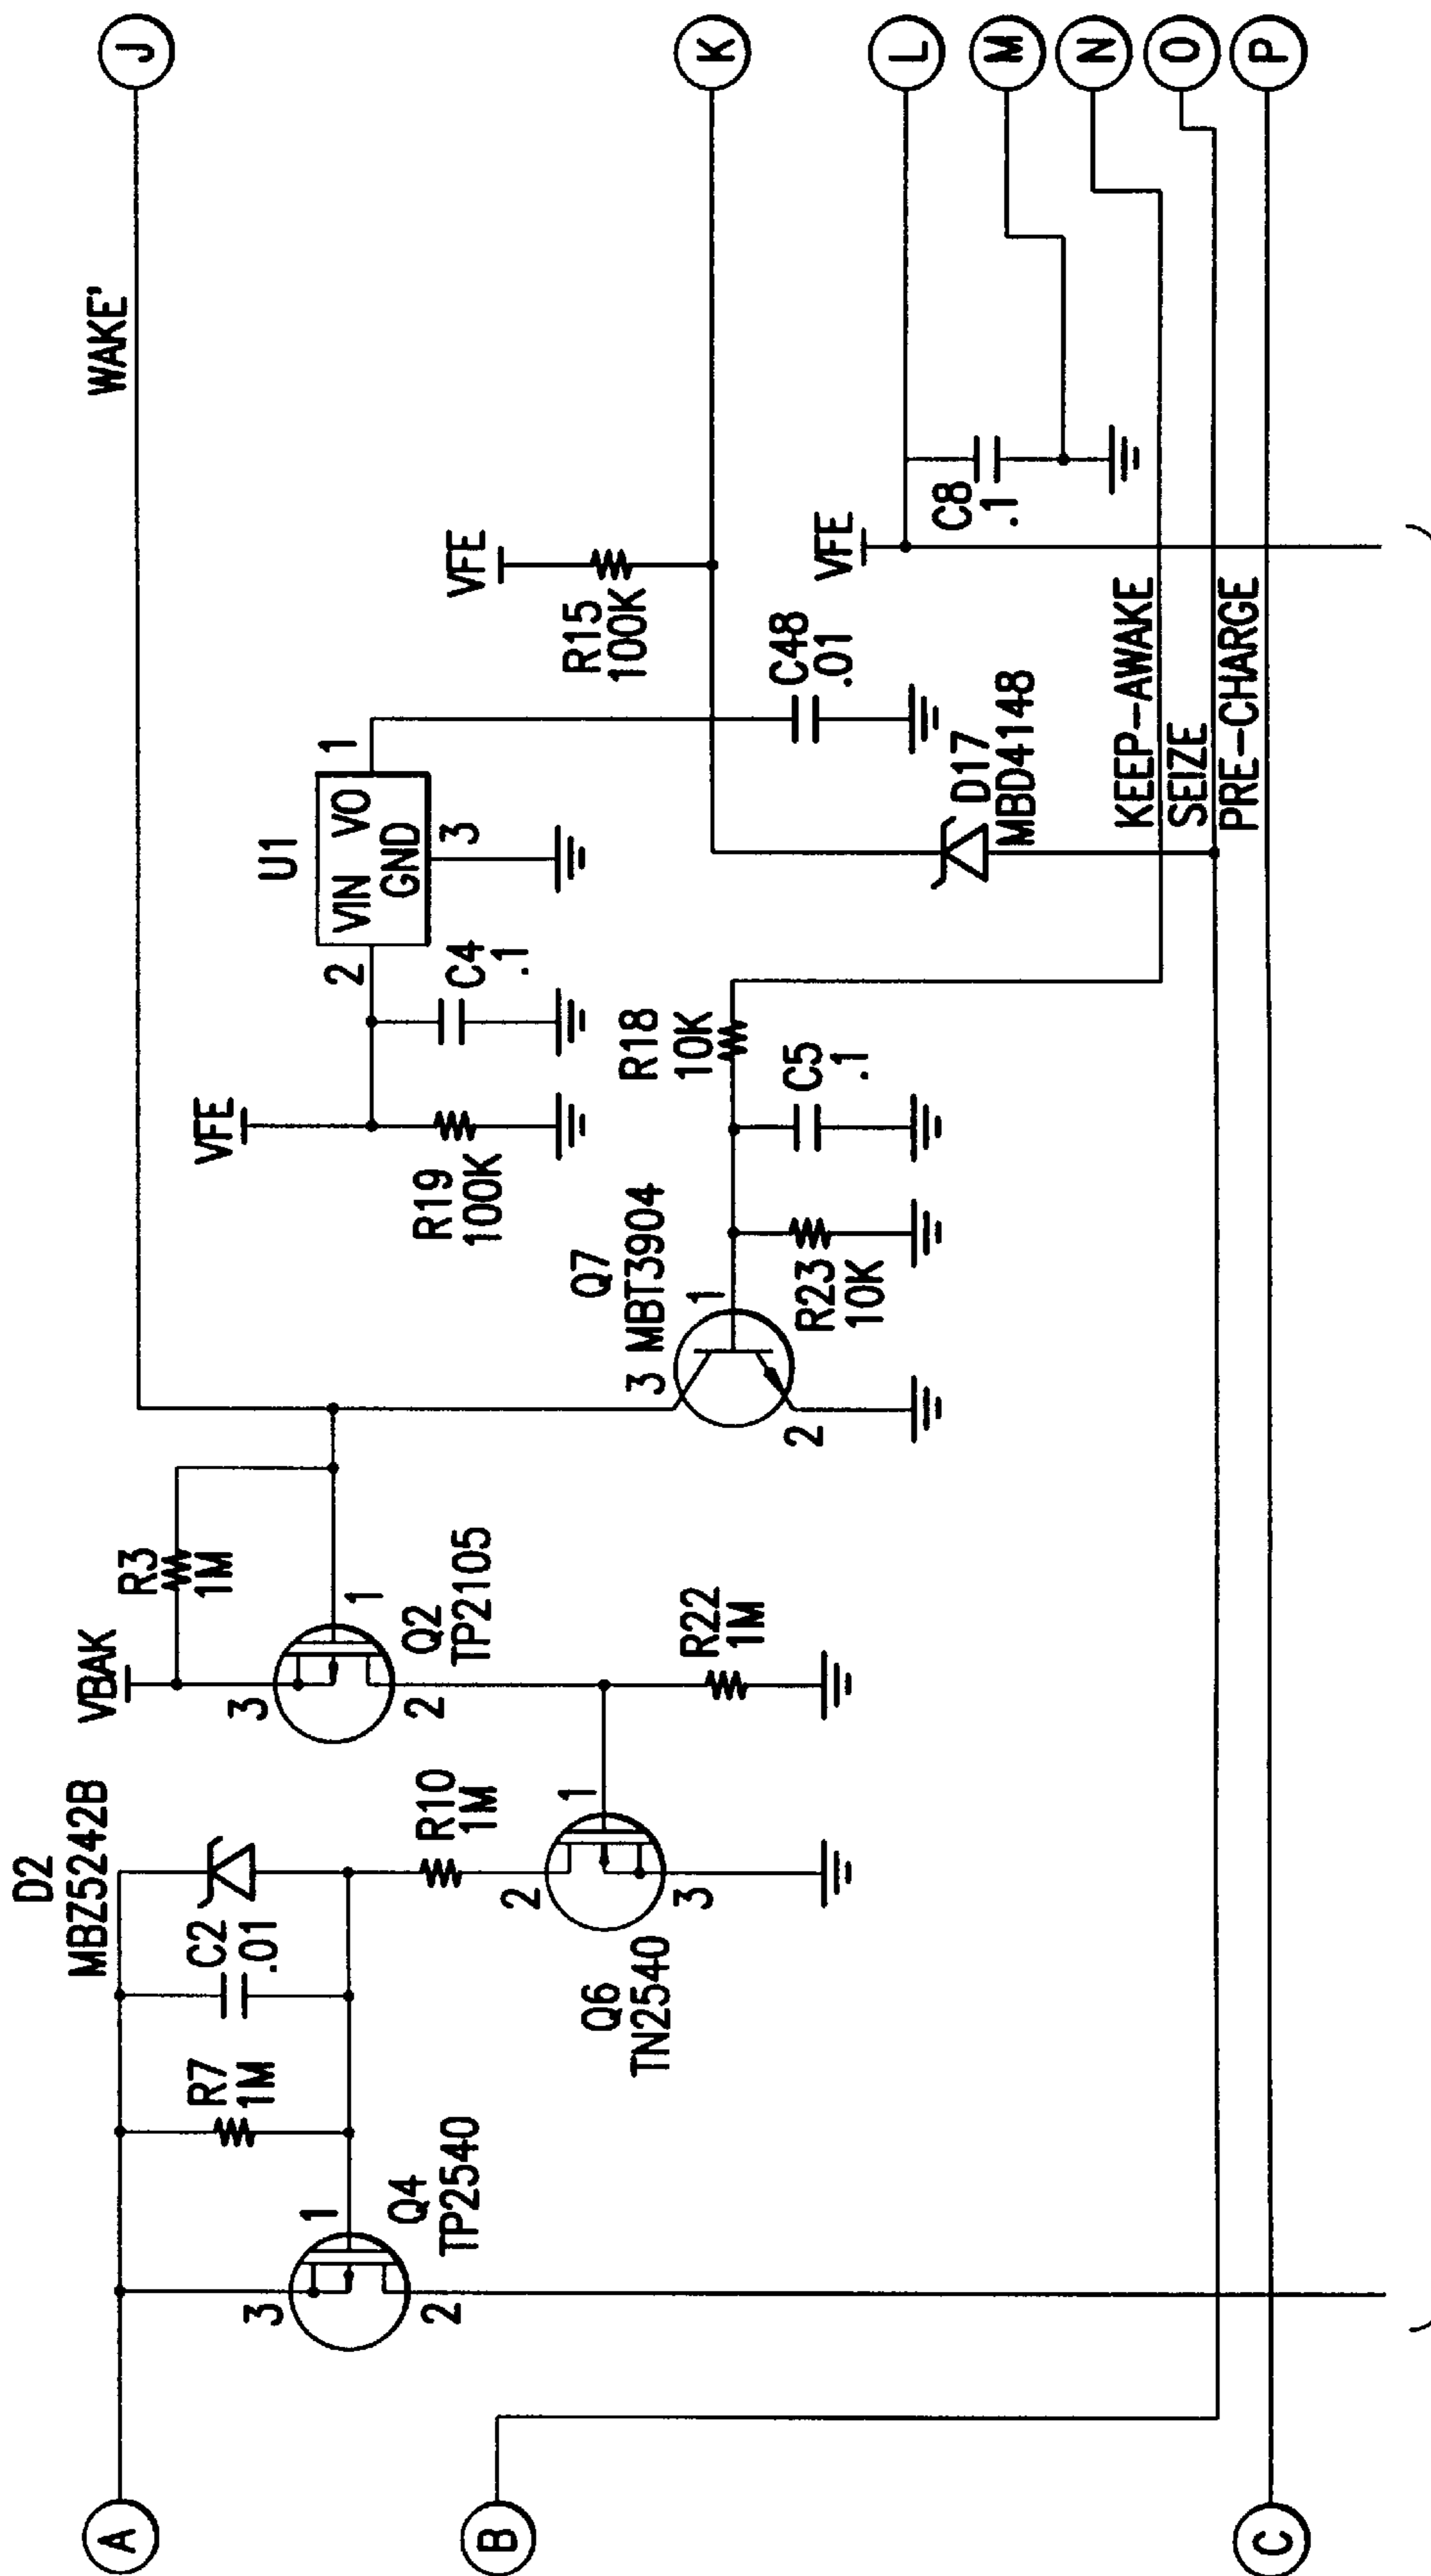 A
B
C
D2
MBZ5242B
R7
1M
C2
.01
3
1
2
Q4
TP2540
R10
1M
2
1
3
Q6
TN2540
VBAK
R3
1M
3
1
2
Q2
TP2105
R22
1M
WAKE'
VFE
R19
100K
U1
2
VIN VO
GND
1
3
C4
.1
Q7
3 MBT3904
1
2
R23
10K
R18
10K
C5
.1
VFE
R15
100K
C48
.01
D17
MBD4148
VFE
C8
.1
KEEP-AWAKE
SEIZE
PRE-CHARGE
J
K
L
M
N
O
P